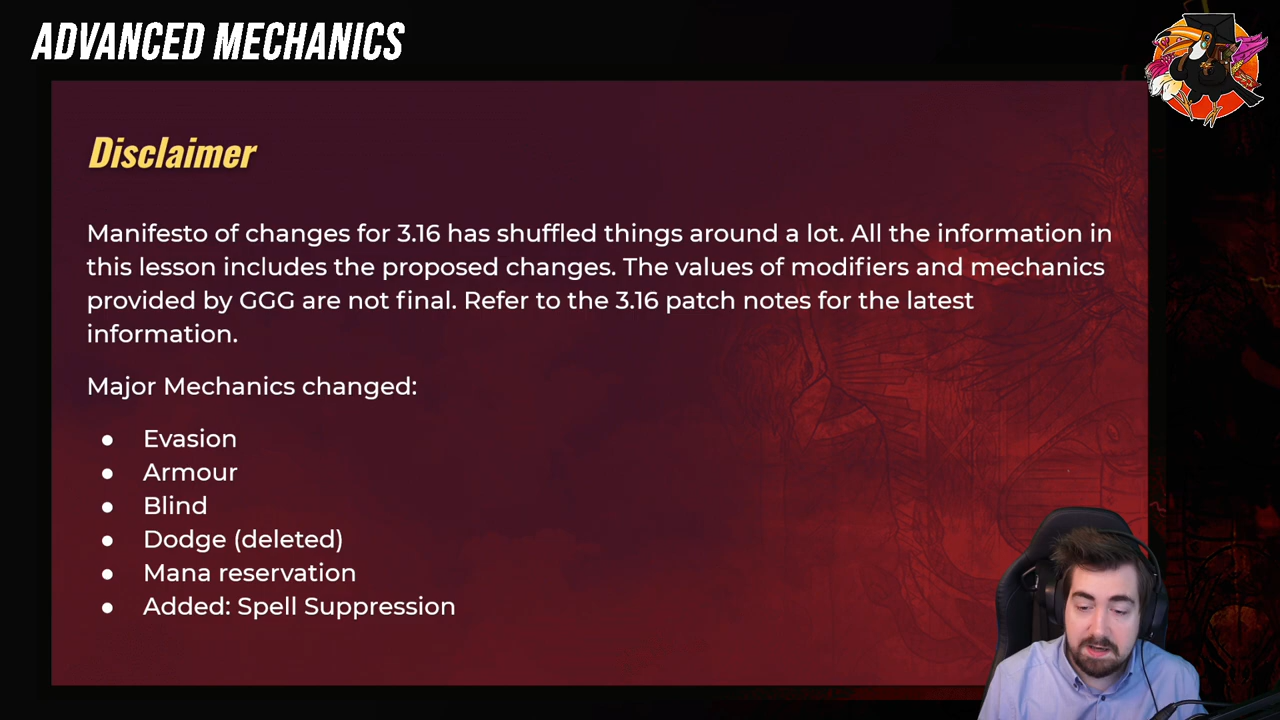 ADVANCED MECHANICS
Disclaimer
Manifesto of changes for 3.16 has shuffled things around a lot. All the information in
this lesson includes the proposed changes. The values of modifiers and mechanics
provided by GGG are not final. Refer to the 3.16 patch notes for the latest
information.
Major Mechanics changed:
● Evasion
● Armour
● Blind
● Dodge (deleted)
● Mana reservation
● Added: Spell Suppression